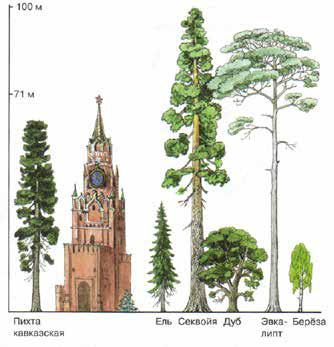 100 м
71 м
Пихта
кавказская
Ель Секвойя Дуб
Эвка-
липт
Берёза